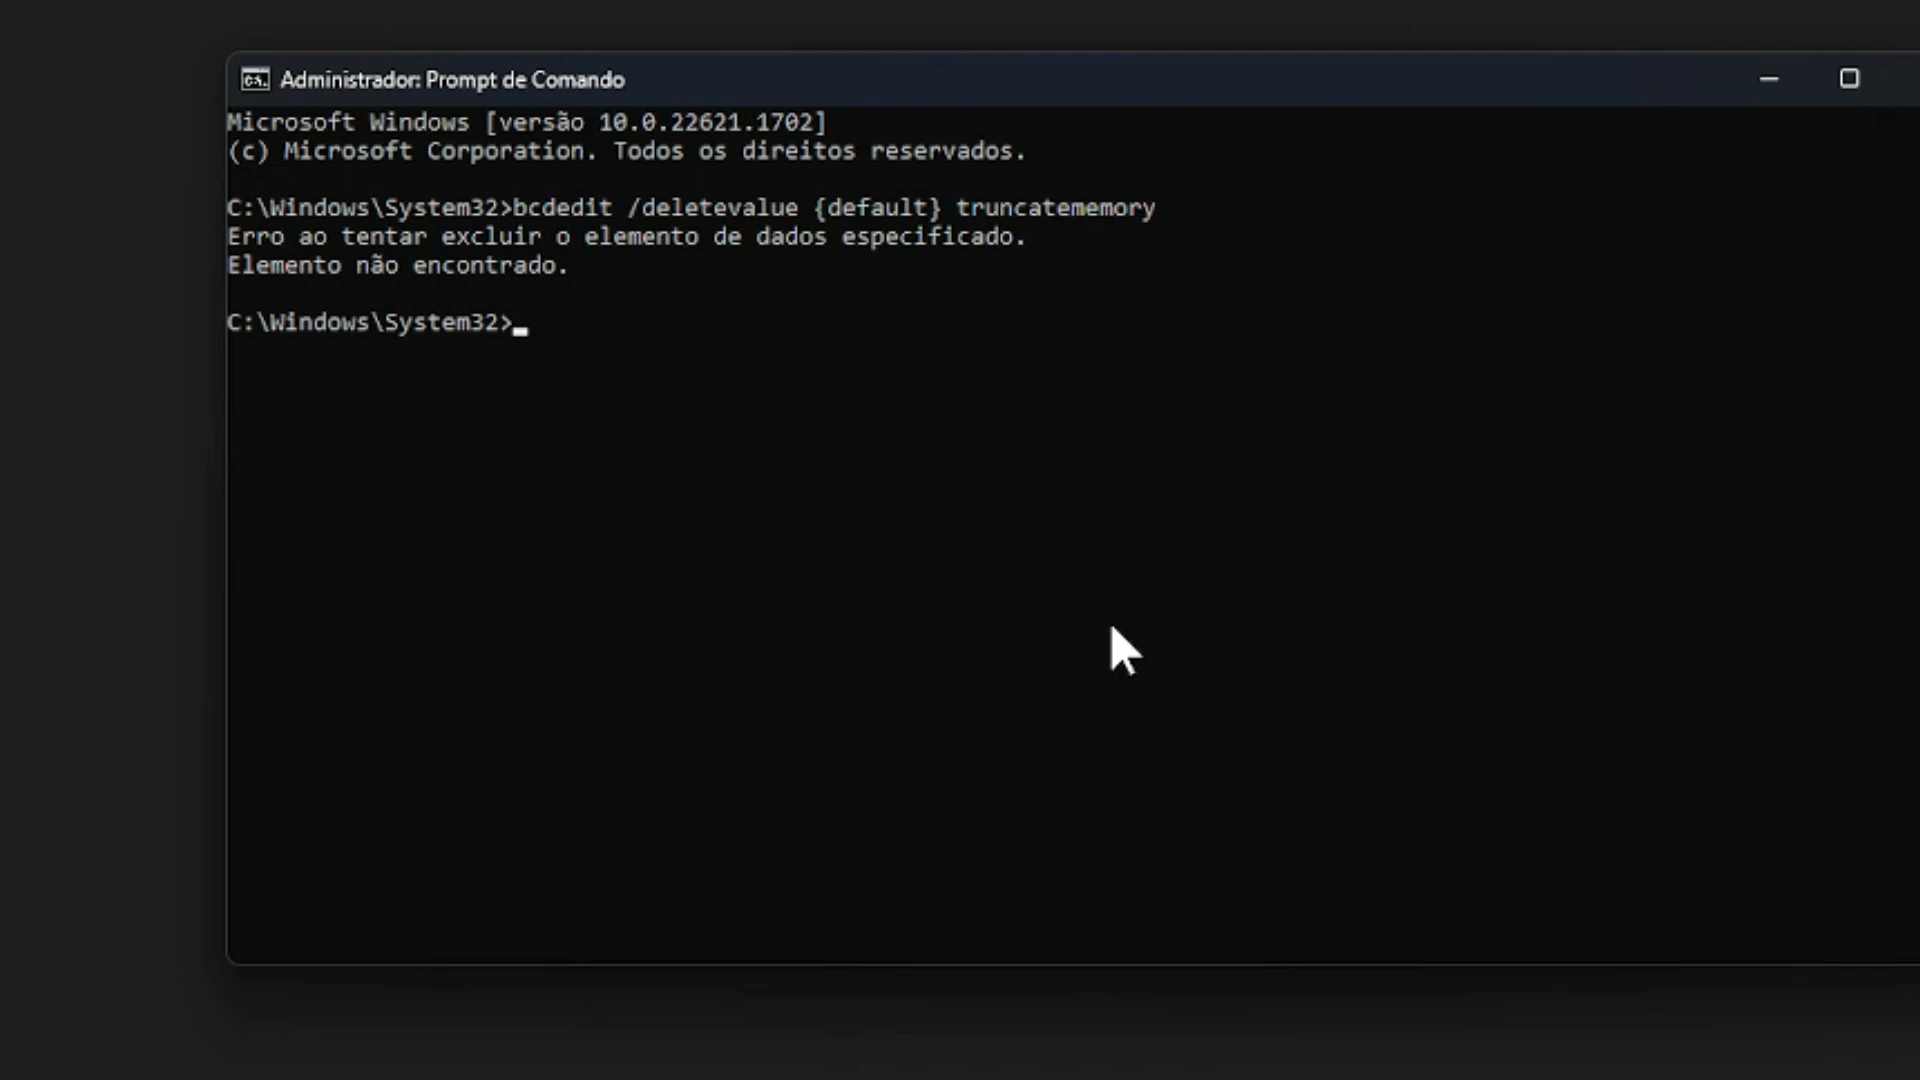 Administrador: Prompt de Comando
Microsoft Windows [versão 10.0.22621.1702]
(c) Microsoft Corporation. Todos os direitos reservados.
C:\Windows\System32>bcdedit /deletevalue {default} truncatememory
Erro ao tentar excluir o elemento de dados especificado.
Elemento não encontrado.
C:\Windows\System32>